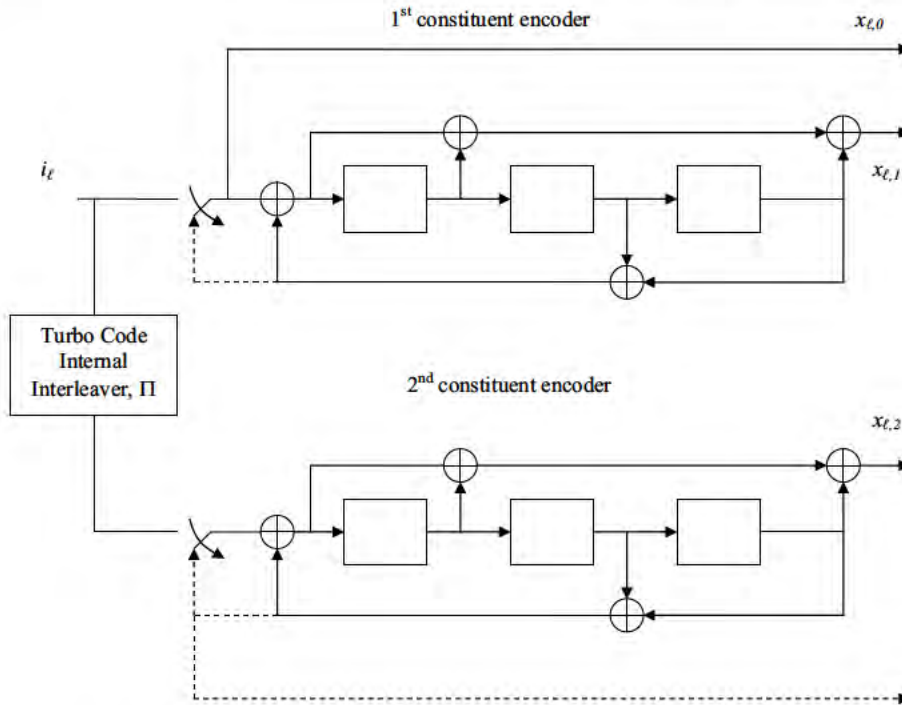 1st constituent encoder
xℓ,0
iℓ
xℓ,1
Turbo Code
Internal
Interleaver, Π
2nd constituent encoder
xℓ,2